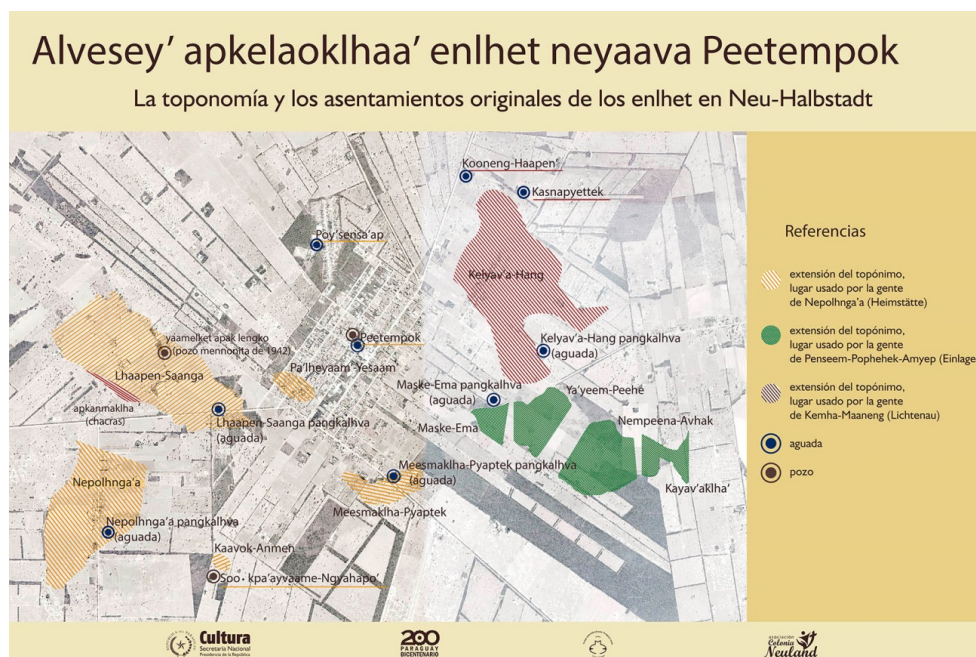 Alvesey' apkelaoklhaa' enlhet neyaava Peetempok
La toponomía y los asentamientos originales de los enlhet en Neu-Halbstadt
Kooneng-Haapen'
Kasnapyettek
Poy'sensa'ap
Kelyav'a-Hang
yaamelket apak lengko
(pozo mennonita de 1942)
Peetempok
Kelyav'a-Hang pangkalhva
(aguada)
Lhaapen-Saanga
Pa'lheyaam'-Yesaam'
apkanmaklha
(chacras)
Maske-Ema pangkalhva
(aguada)
Ya'yeem-Peehé
Lhaapen-Saanga pangkalhva
(aguada)
Maske-Ema
Nempeena-Avhak
Meesmaklha-Pyaptek pangkalhva
(aguada)
Kayav'aklha'
Nepolhnga'a
Meesmaklha-Pyaptek
Nepolhnga'a pangkalhva
(aguada)
Kaavok-Anmen
Soo·kpa'ayvaame-Ngyahapo'
Referencias
extensión del topónimo,
lugar usado por la gente
de Nepolhnga'a (Heimstätte)
extensión del topónimo,
lugar usado por la gente
de Penseem-Pophehek-Amyep (Einlage
extensión del topónimo,
lugar usado por la gente
de Kemha-Maaneng (Lichtenau)
aguada
pozo
Cultura
Secretaría Nacional
Presidencia de la República
200
PARAGUAY
BICENTENARIO
ASOCIACIÓN
Colonia
Neuland